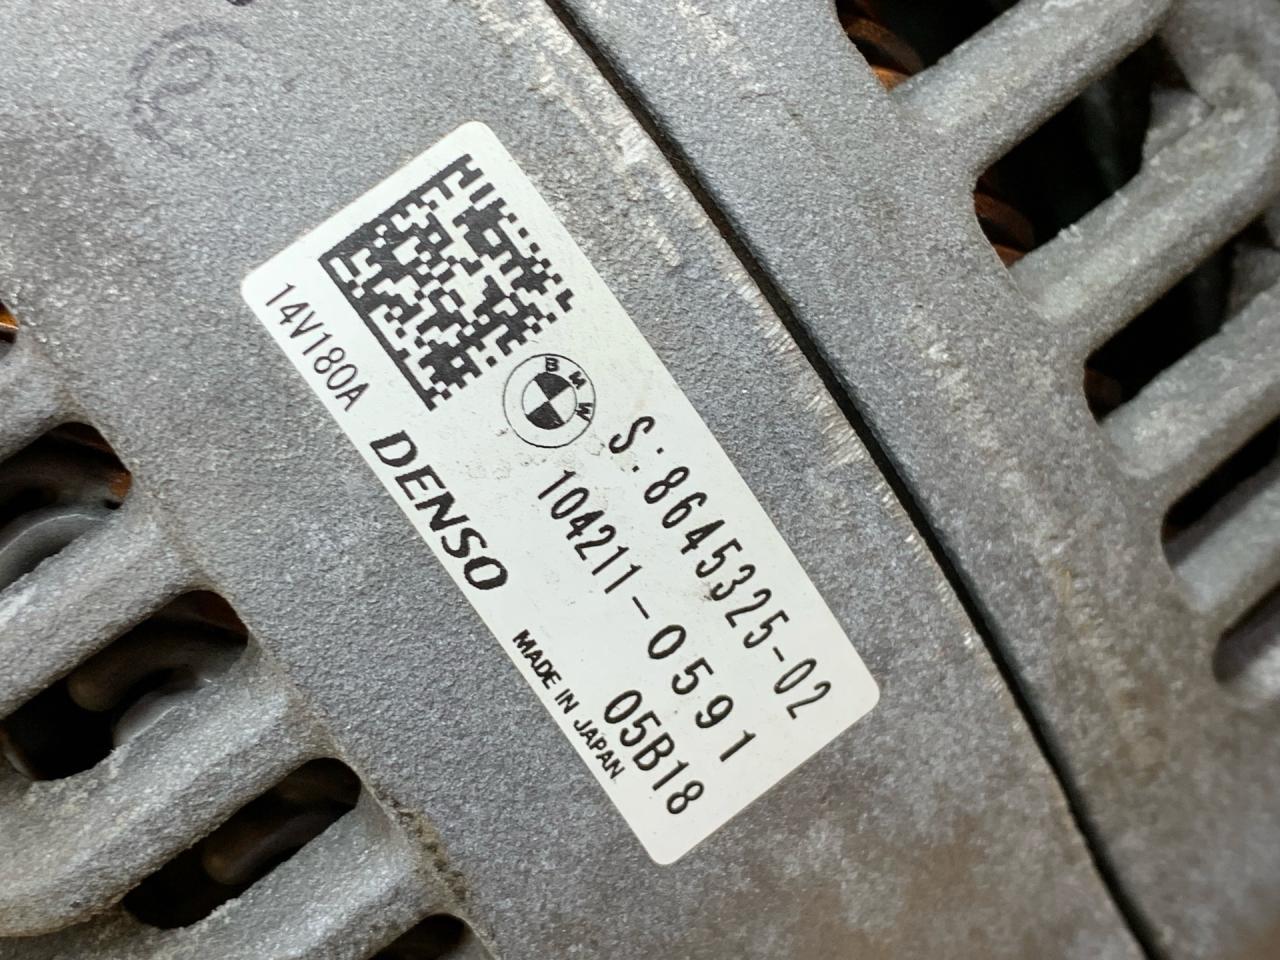 14V180A
BMW
DENSO
S:8645325-02
104211-0591
MADE IN JAPAN
05B18